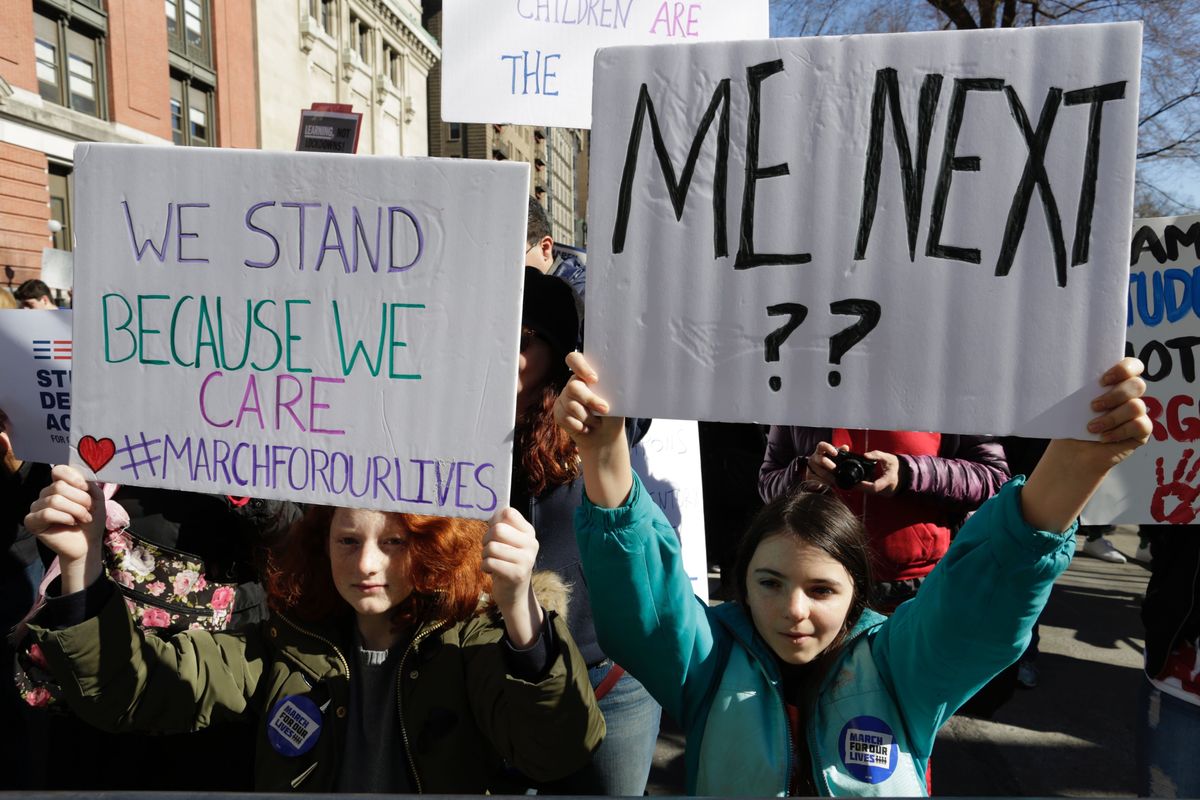 CHILDREN ARE
THE
LEARNING, NOT
LOCKDOWNS!
WE STAND
BECAUSE WE
CARE
#MARCHFOROURLIVES
ME NEXT
??
MARCH
FOR OUR
LIVES
MARCH
FOR OUR
LIVES